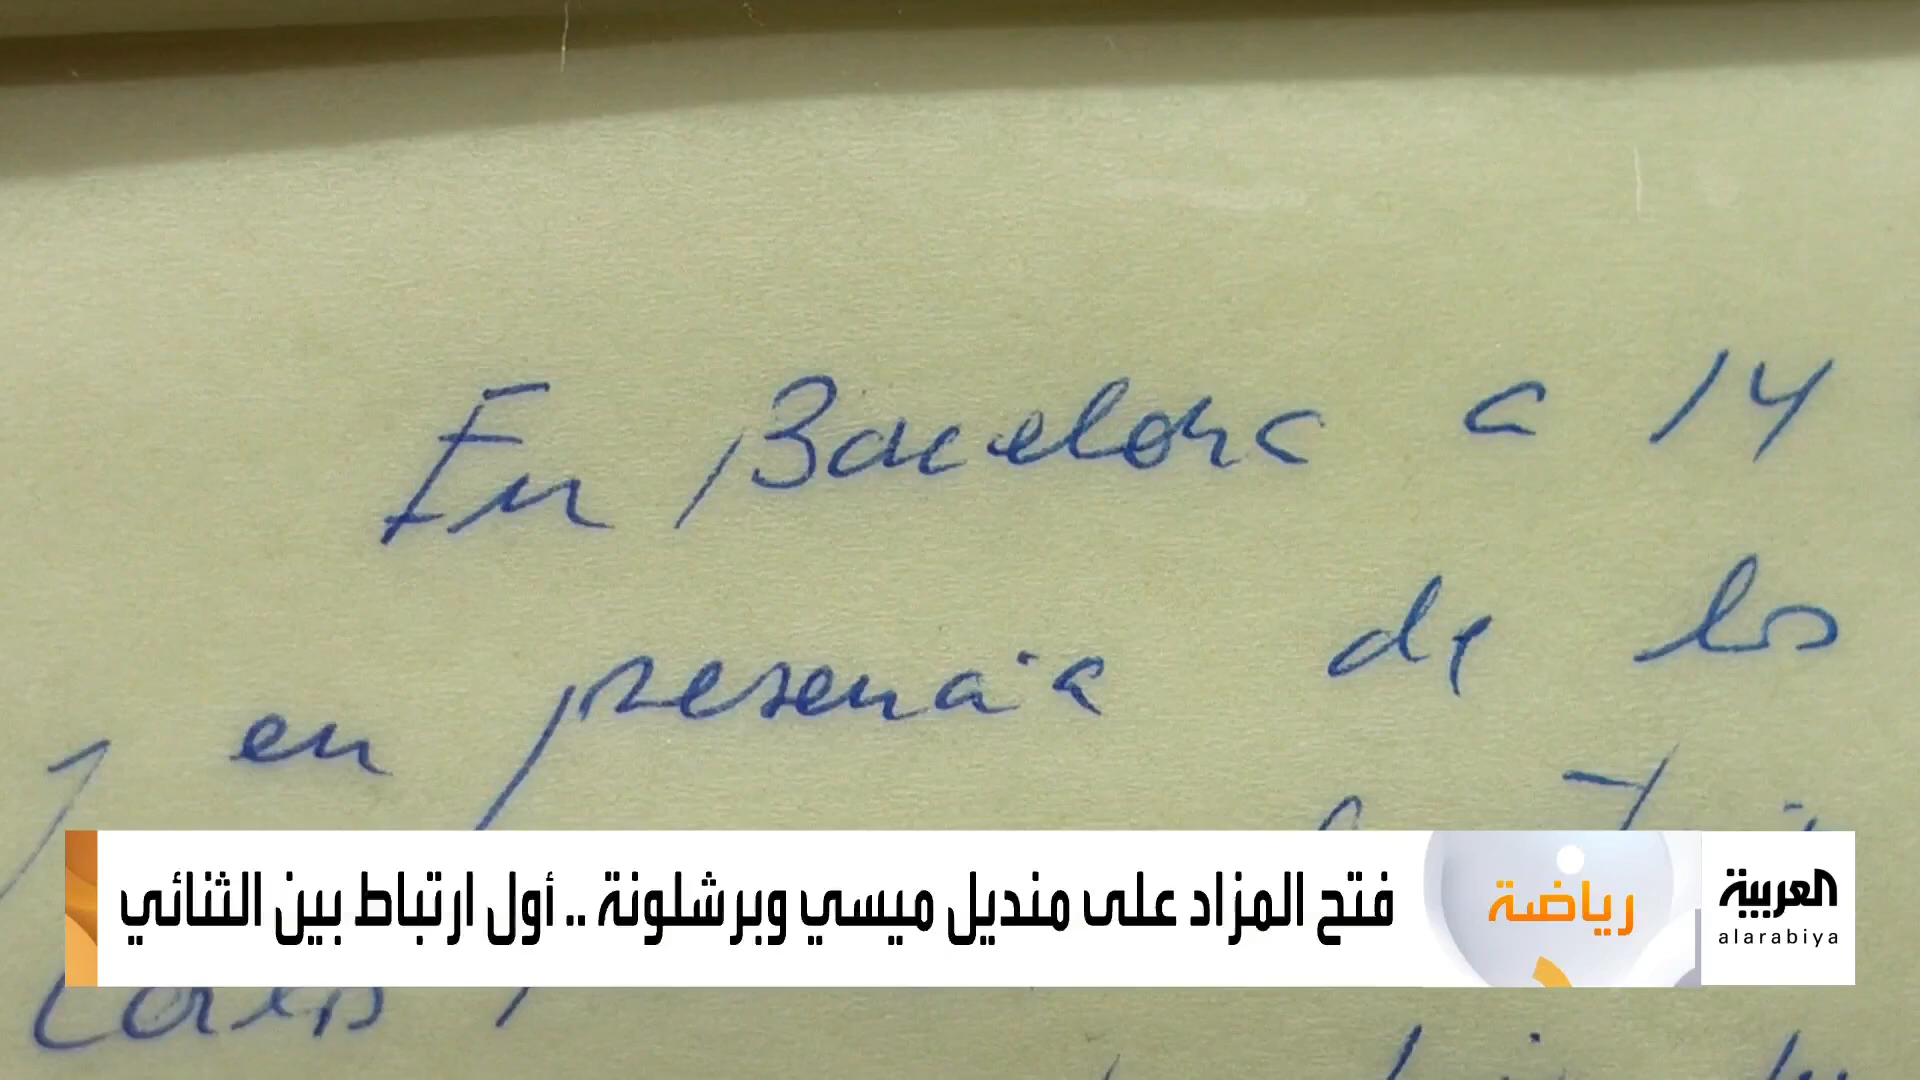 En Barcelona a 14
en presencia de los
فتح المزاد على منديل ميسي وبرشلونة .. أول ارتباط بين الثنائي
رياضة
العربية
alarabiya